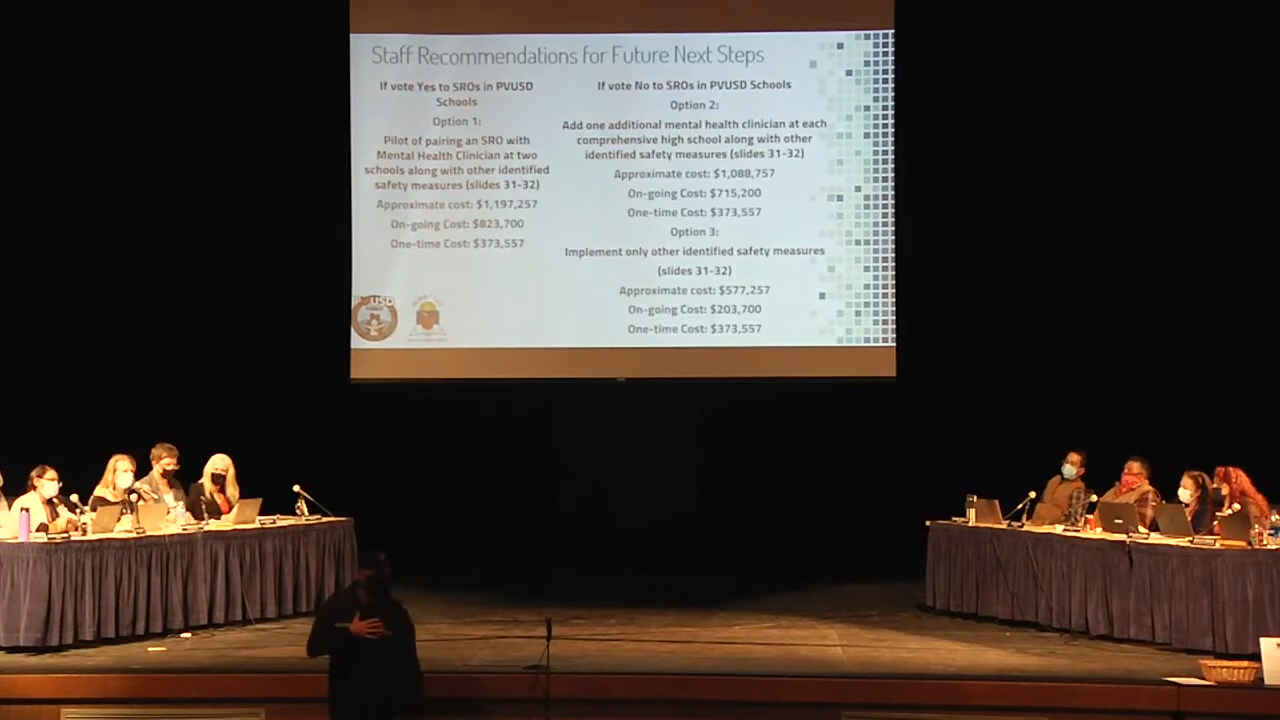 Staff Recommendations for Future Next Steps
If vote Yes to SROs in PVUSD
Schools
Option 1:
Pilot of pairing an SRO with
Mental Health Clinician at two
schools along with other identified
safety measures (slides 31-32)
Approximate cost: $1,197,257
On-going Cost: $823,700
One-time Cost: $373,557
If vote No to SROs in PVUSD Schools
Option 2:
Add one additional mental health clinician at each
comprehensive high school along with other
identified safety measures (slides 31-32)
Approximate cost: $1,088,757
On-going Cost: $715,200
One-time Cost: $373,557
Option 3:
Implement only other identified safety measures
(slides 31-32)
Approximate cost: $577,257
On-going Cost: $203,700
One-time Cost: $373,557